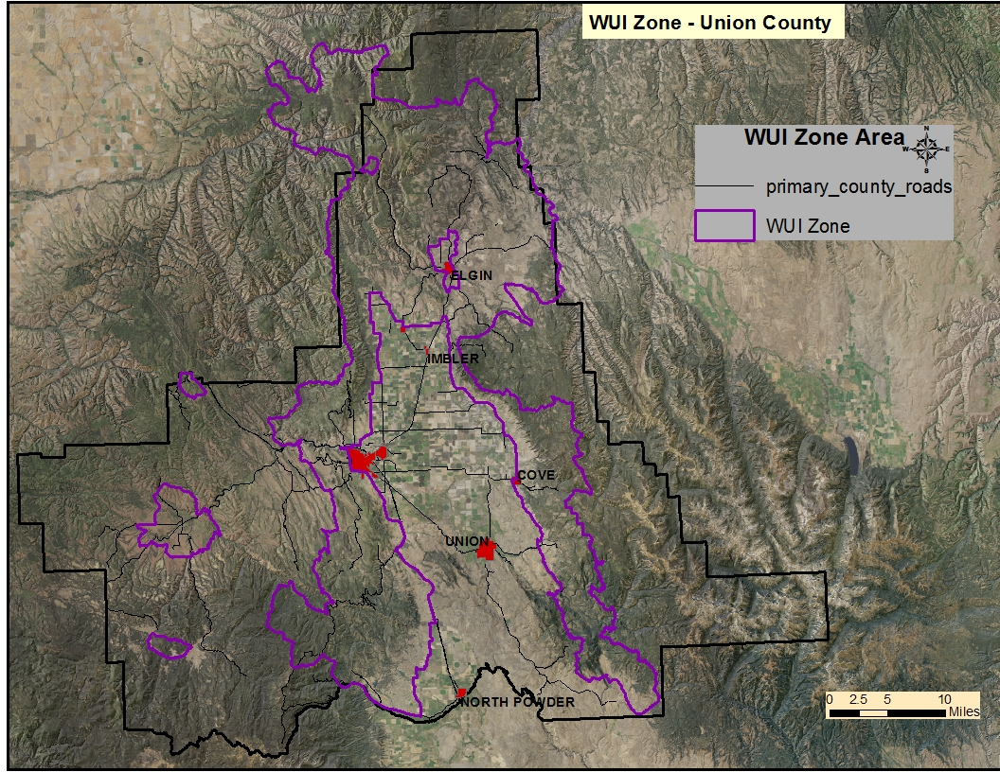 WUI Zone - Union County
WUI Zone Area
N
W E
S
primary_county_roads
WUI Zone
ELGIN
IMBLER
COVE
UNION
NORTH POWDER
0 2.5 5 10
Miles